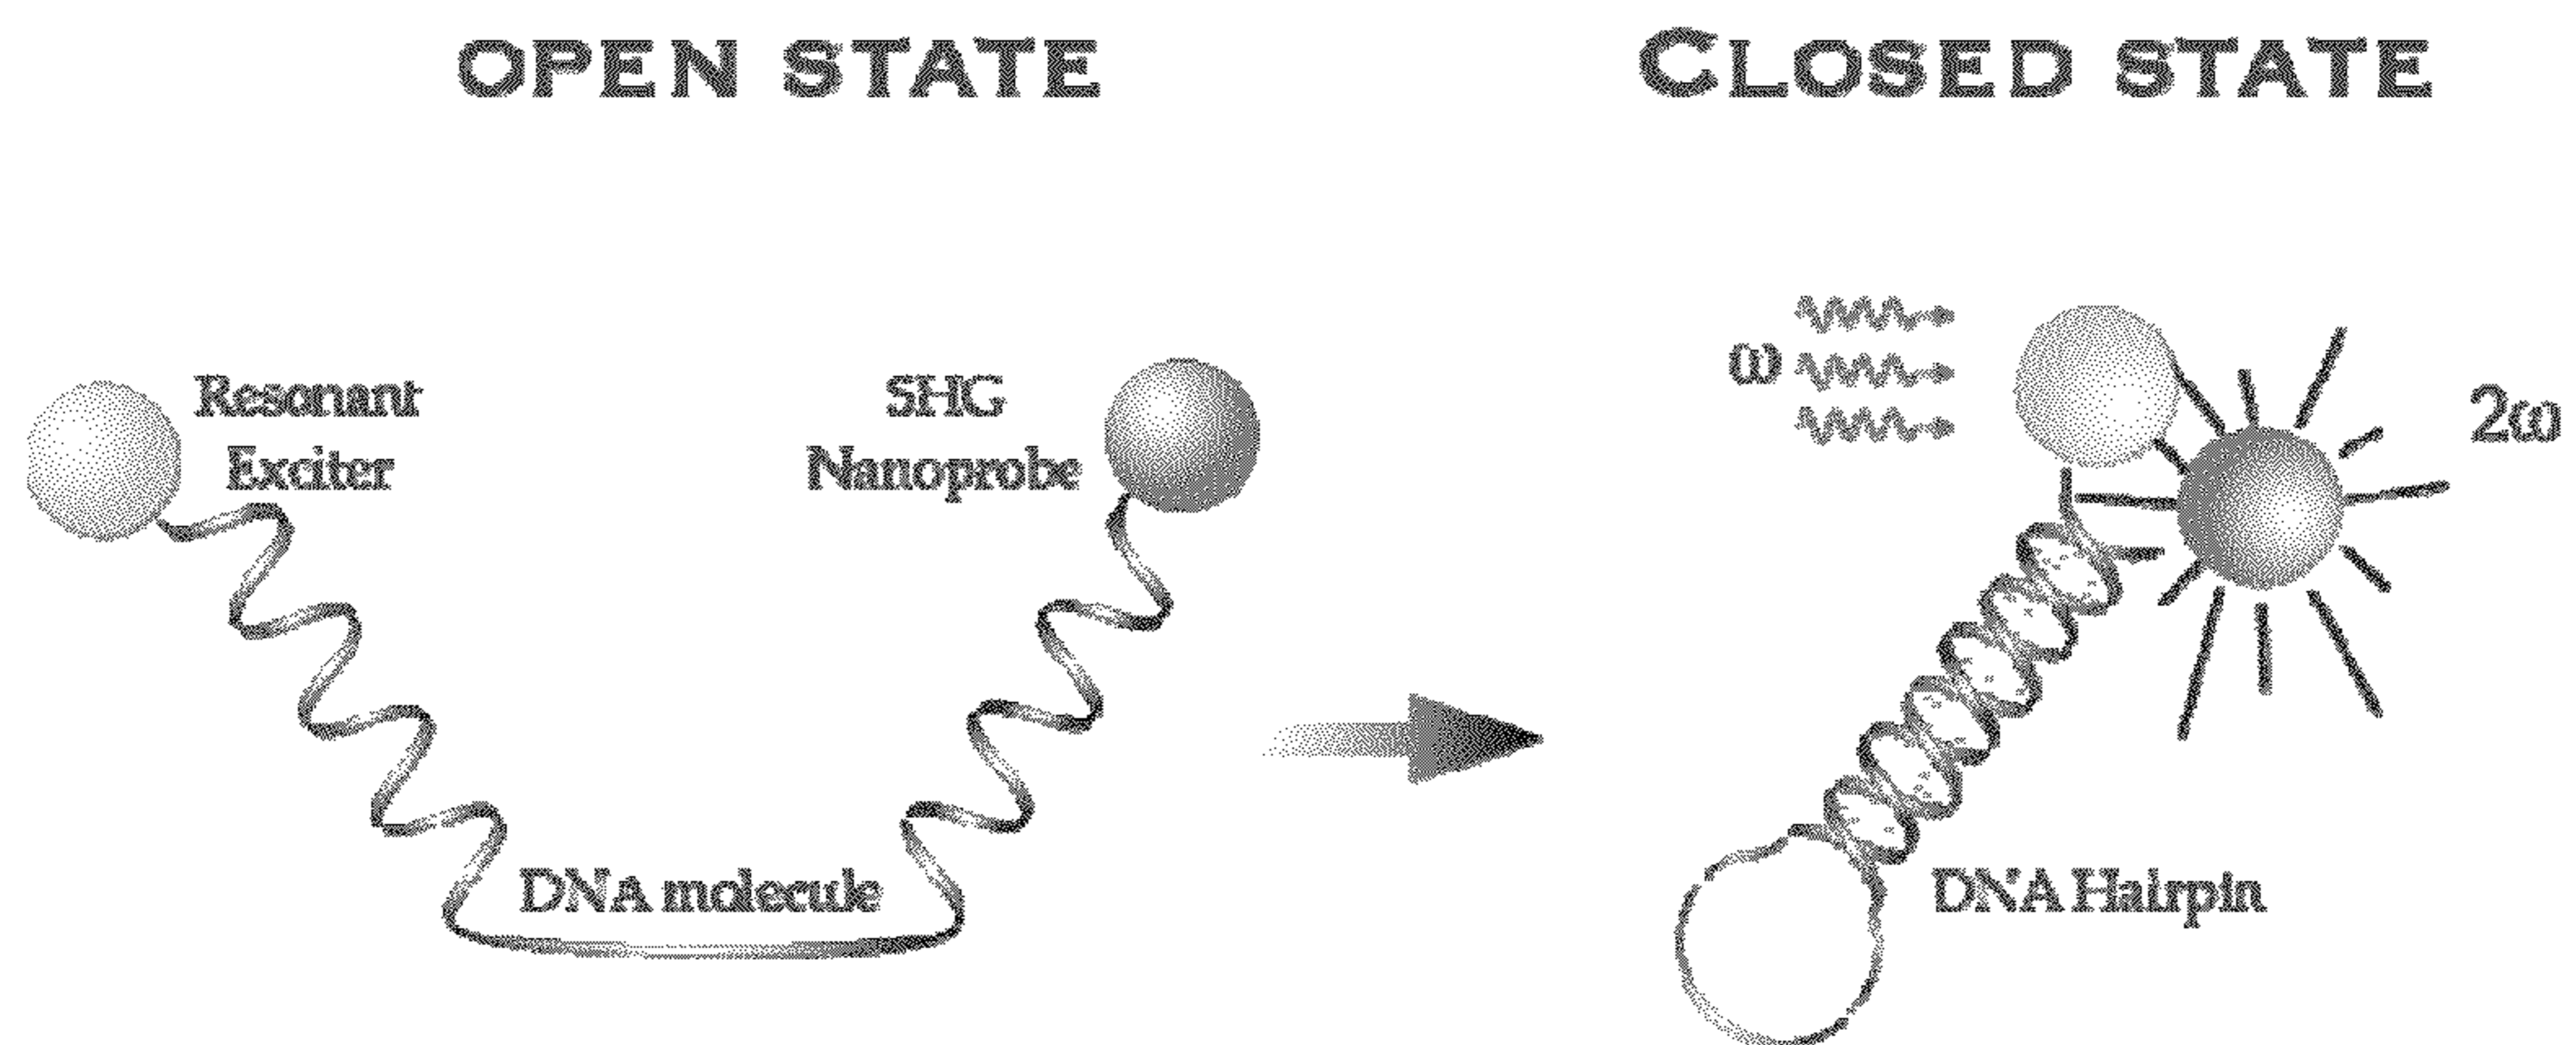 OPEN STATE
CLOSED STATE
Resonant
Exciter
SHG
Nanoprobe
DNA molecule
ω
2ω
DNA Hairpin